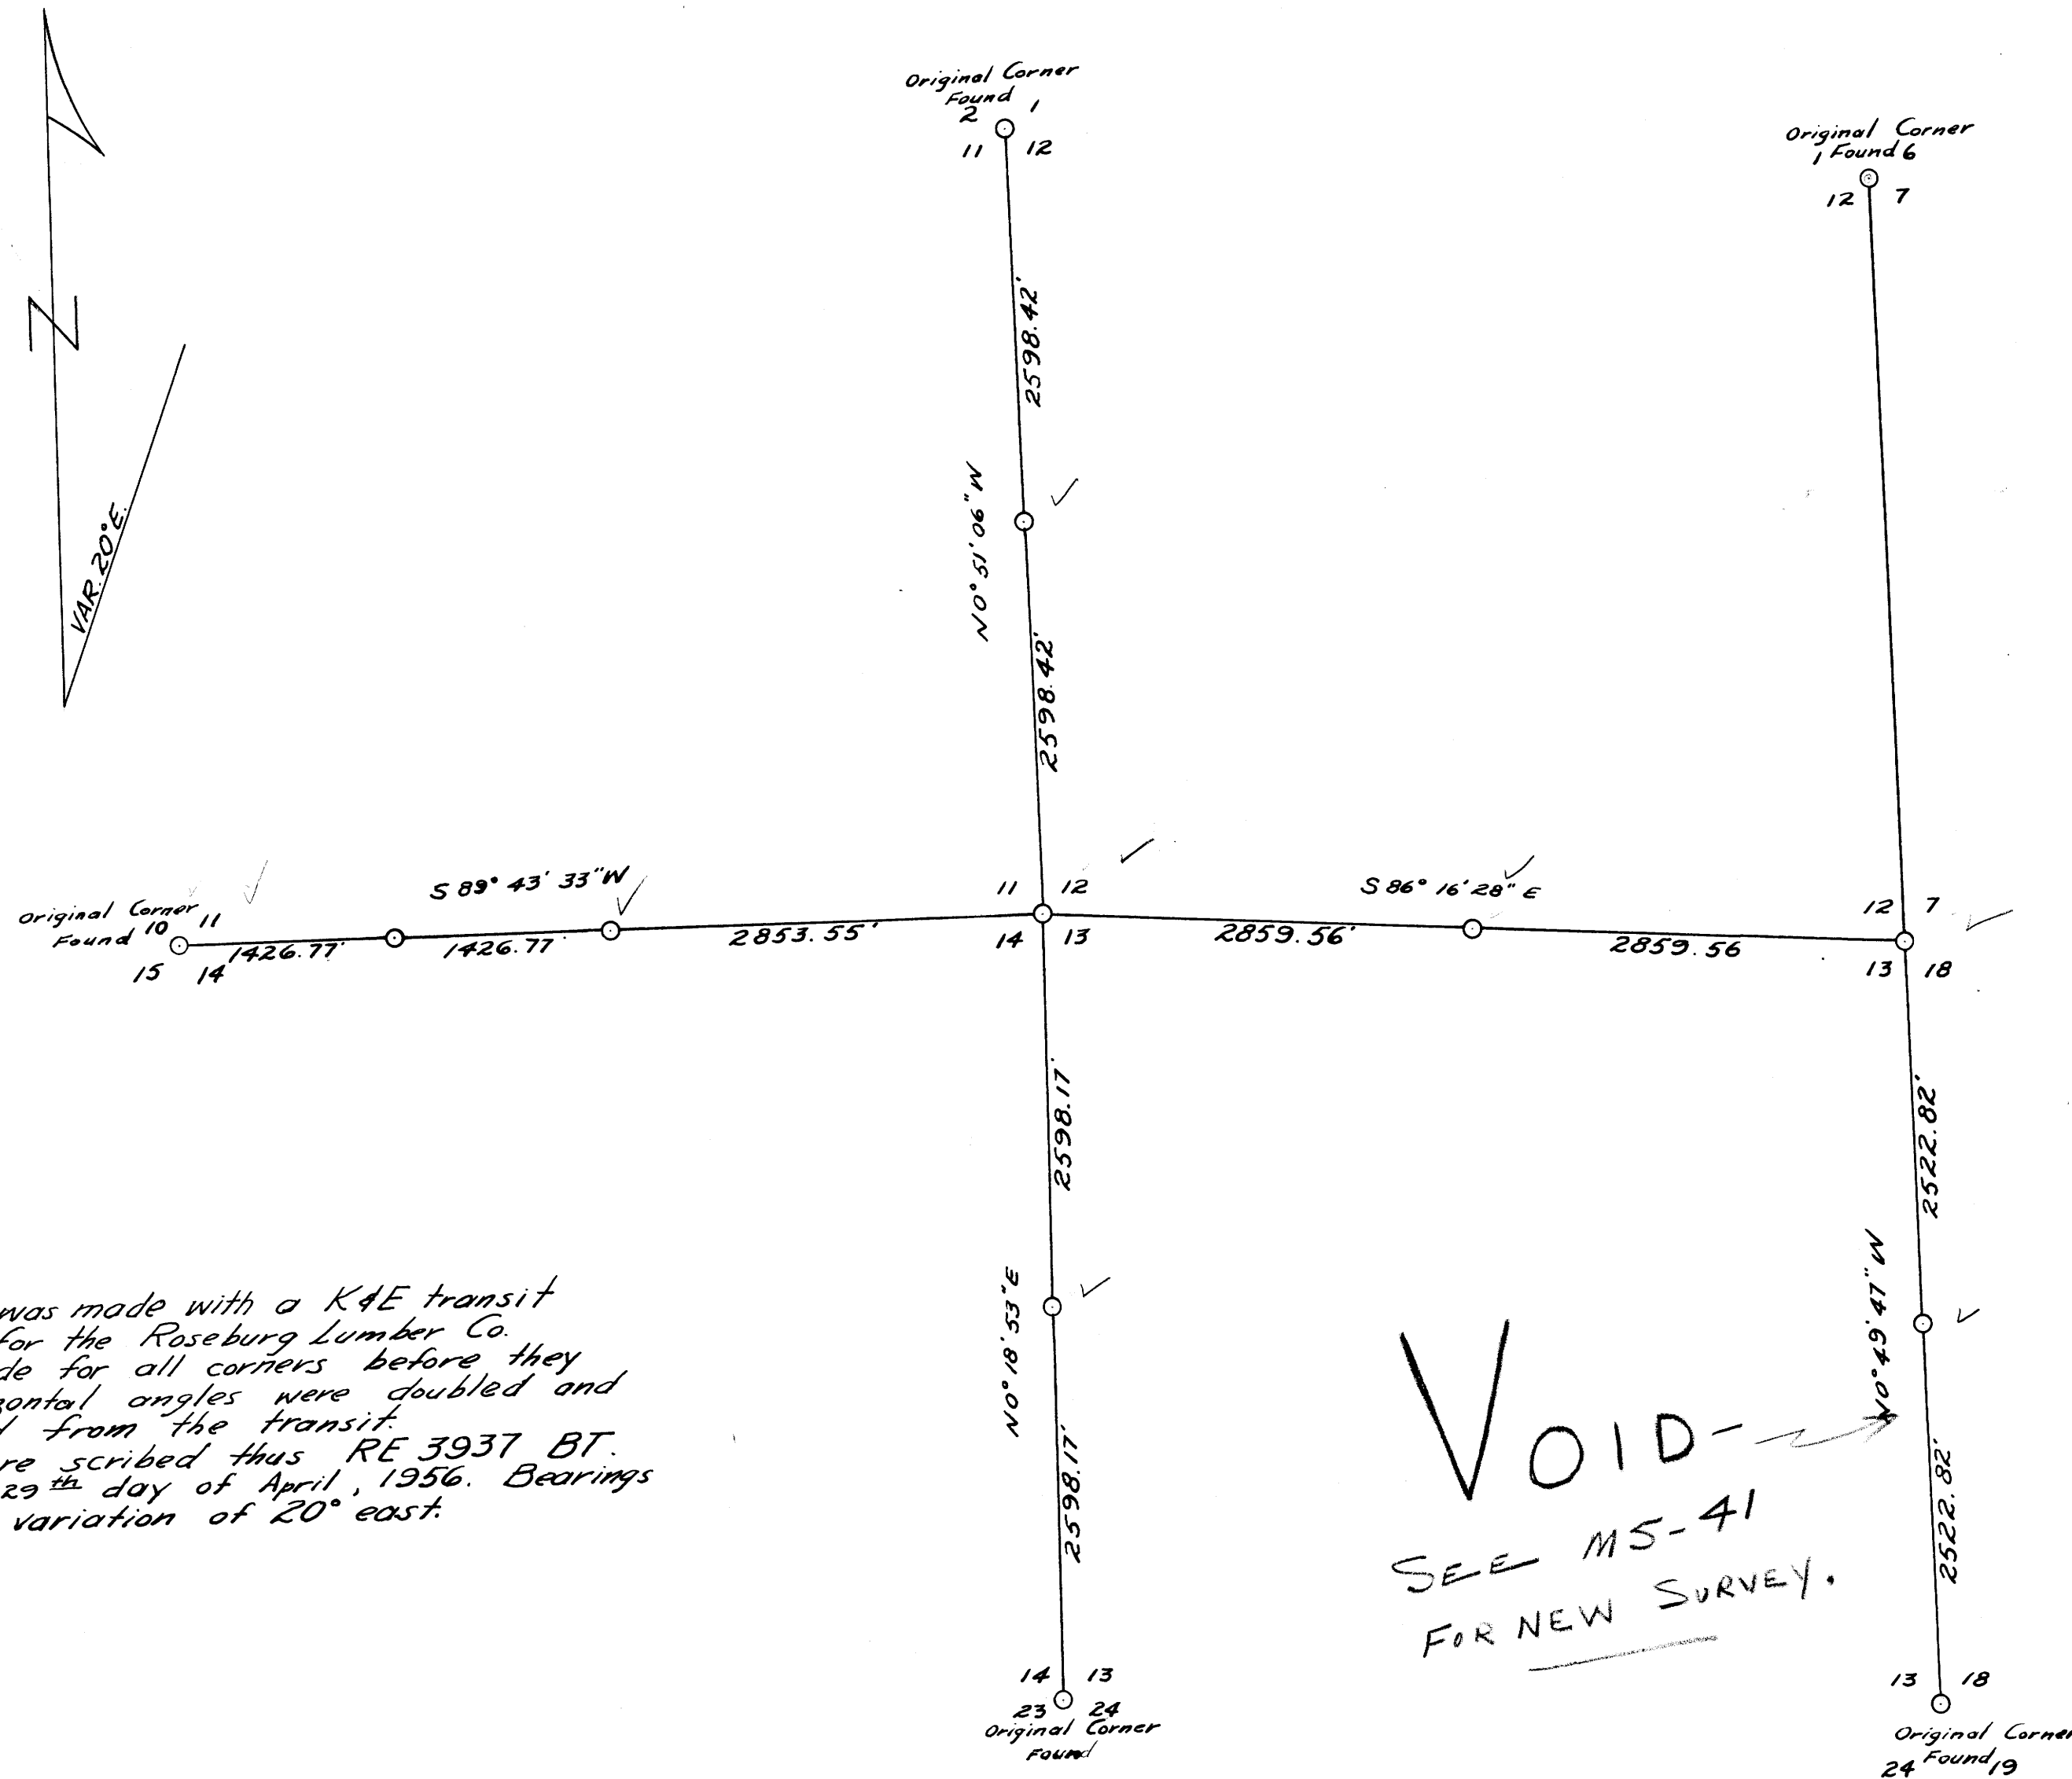 Original Corner
Found
2 1
11 12
Original Corner
1 Found 6
12 7
N
VAR. 20° E.
2598.42'
N 0° 51' 06" W
2598.42'
S 89° 43' 33" W
11 12
S 86° 16' 28" E
12 7
Original Corner
Found 10 11
15 14
1426.77'
1426.77'
2853.55'
14 13
2859.56'
2859.56
13 18
2598.17'
N 0° 18' 53" E
2598.17'
2522.82'
N 0° 49' 47" W
2522.82'
was made with a K&E transit
for the Roseburg Lumber Co.
de for all corners before they
ontal angles were doubled and
from the transit.
re scribed thus RE 3937 BT.
29th day of April, 1956. Bearings
variation of 20° east.
VOID-
SEE M5-41
FOR NEW SURVEY.
14 13
23 24
Original Corner
Found
13 18
Original Corner
24 Found 19